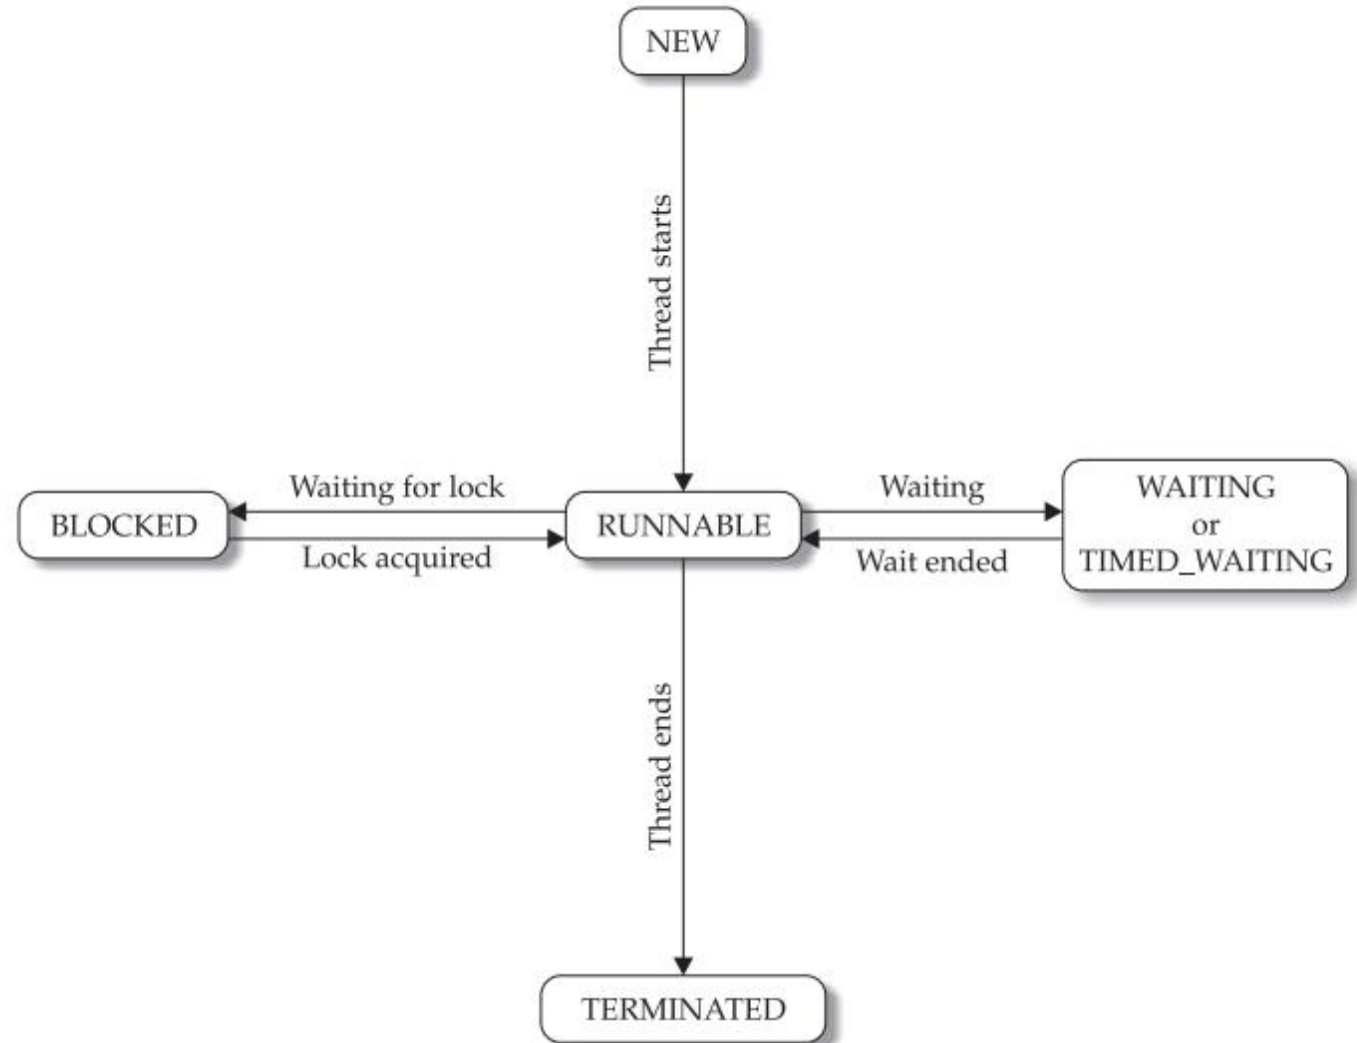 NEW
Thread starts
Waiting for lock
Waiting
BLOCKED
RUNNABLE
WAITING
or
TIMED_WAITING
Lock acquired
Wait ended
Thread ends
TERMINATED